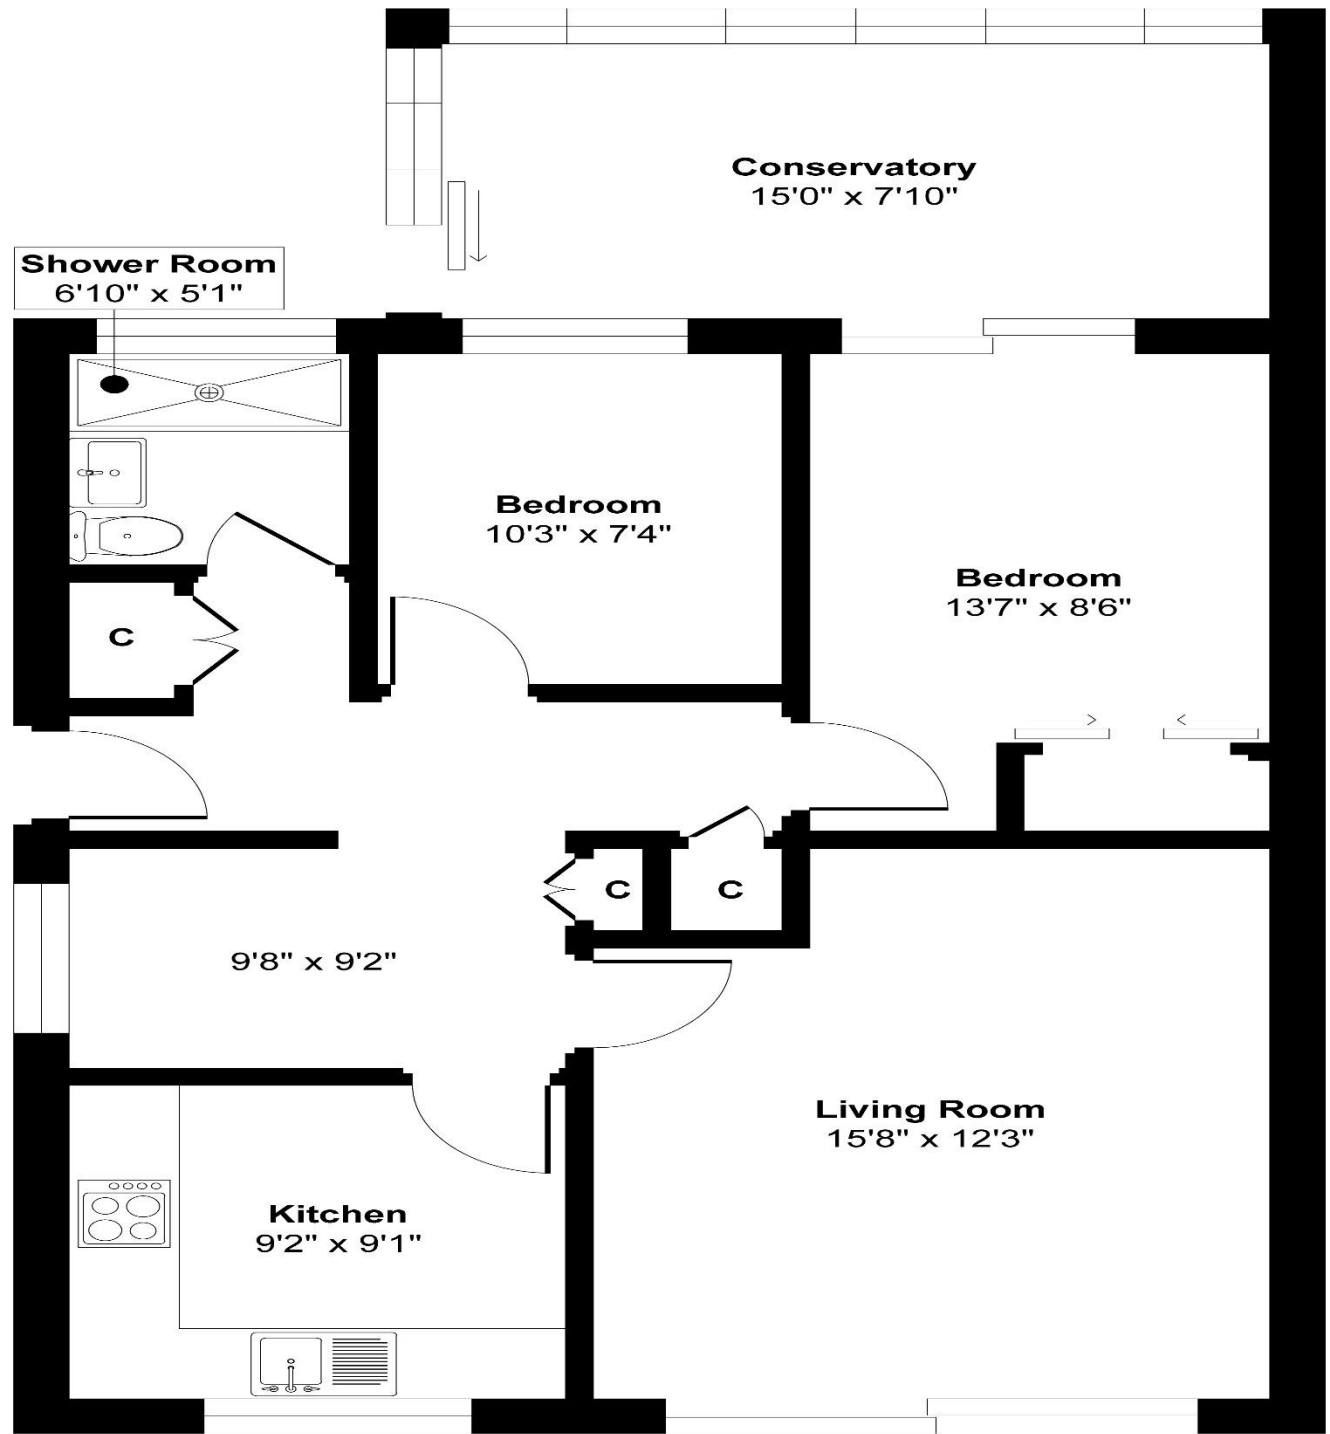 Conservatory
15'0" x 7'10"
Shower Room
6'10" x 5'1"
Bedroom
10'3" x 7'4"
Bedroom
13'7" x 8'6"
C
C
C
9'8" x 9'2"
Living Room
15'8" x 12'3"
Kitchen
9'2" x 9'1"